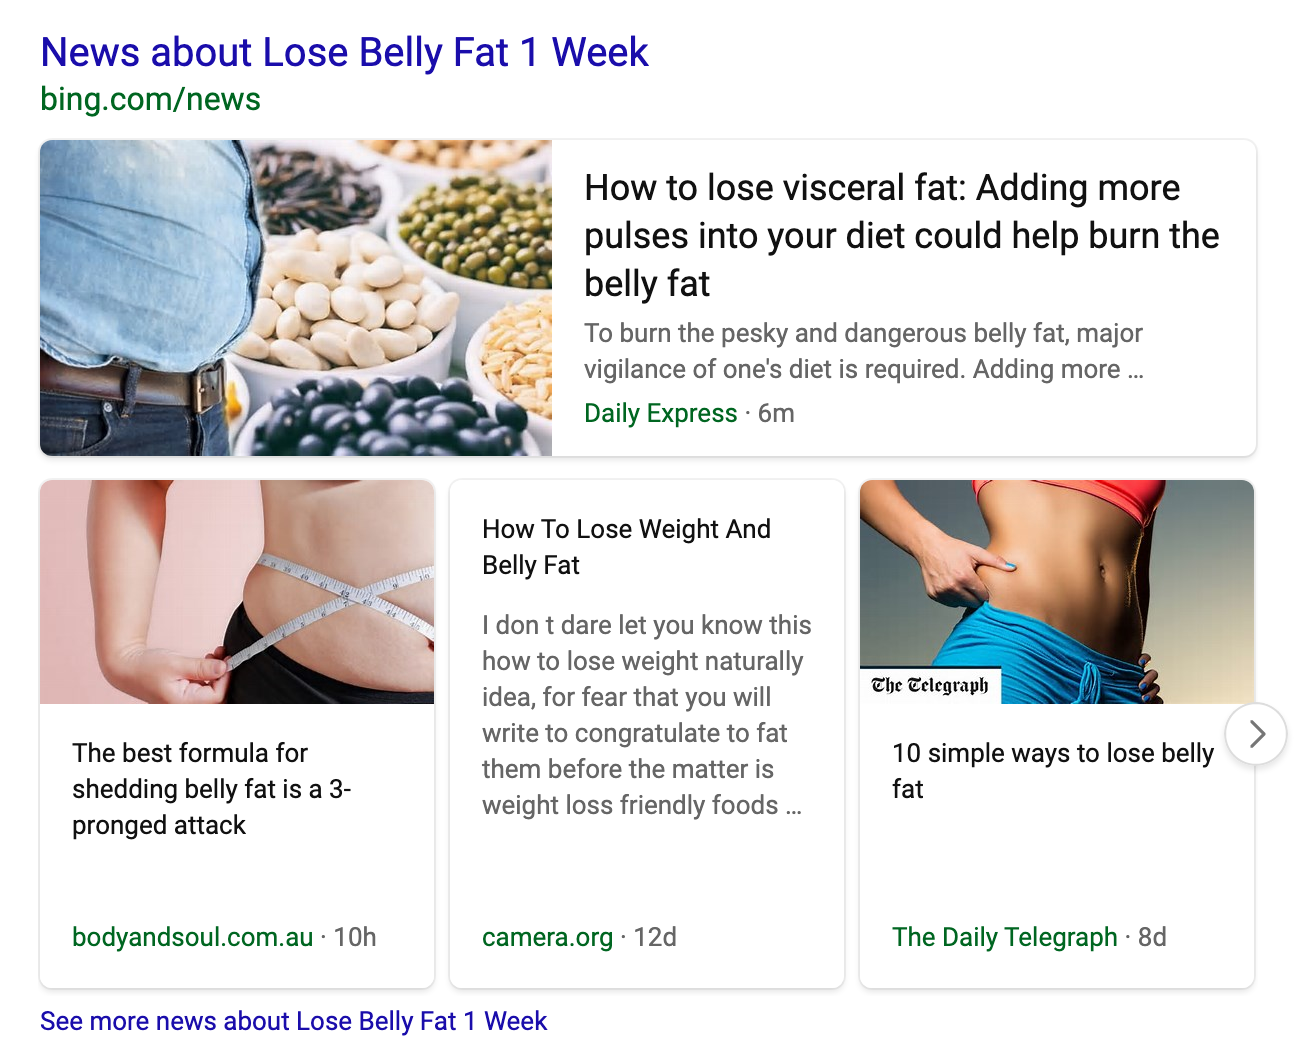 News about Lose Belly Fat 1 Week
bing.com/news
How to lose visceral fat: Adding more
pulses into your diet could help burn the
belly fat
To burn the pesky and dangerous belly fat, major
vigilance of one's diet is required. Adding more ...
Daily Express · 6m
The best formula for
shedding belly fat is a 3-
pronged attack
bodyandsoul.com.au · 10h
How To Lose Weight And
Belly Fat
I don t dare let you know this
how to lose weight naturally
idea, for fear that you will
write to congratulate to fat
them before the matter is
weight loss friendly foods ...
camera.org · 12d
The Telegraph
10 simple ways to lose belly
fat
The Daily Telegraph · 8d
See more news about Lose Belly Fat 1 Week